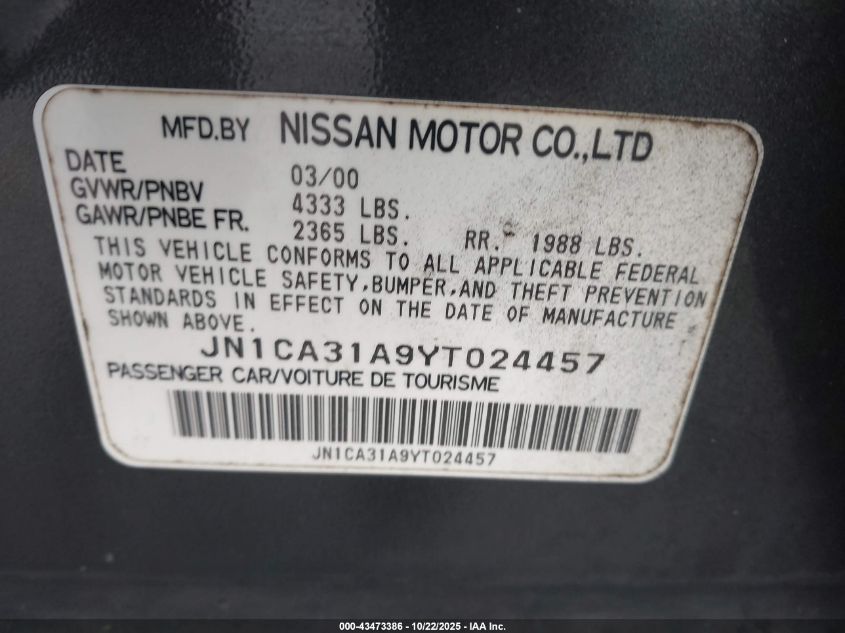 MFD.BY NISSAN MOTOR CO.,LTD
DATE 03/00
GVWR/PNBV 4333 LBS.
GAWR/PNBE FR. 2365 LBS. RR. 1988 LBS.
THIS VEHICLE CONFORMS TO ALL APPLICABLE FEDERAL
MOTOR VEHICLE SAFETY,BUMPER,AND THEFT PREVENTION
STANDARDS IN EFFECT ON THE DATE OF MANUFACTURE
SHOWN ABOVE.
JN1CA31A9YT024457
PASSENGER CAR/VOITURE DE TOURISME
JN1CA31A9YT024457
000-43473386 - 10/22/2025 - IAA Inc.